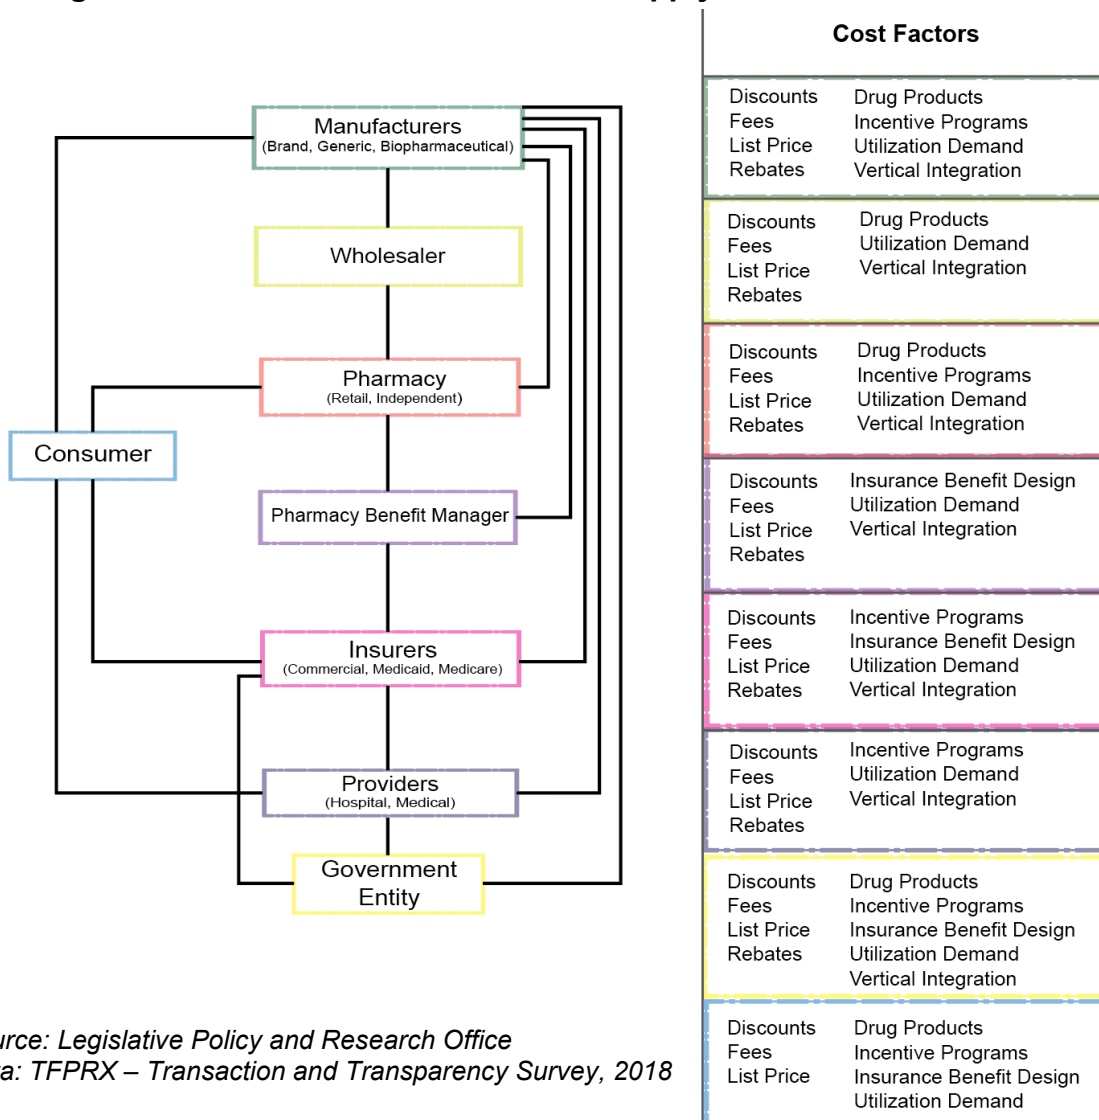 Cost Factors
Manufacturers
(Brand, Generic, Biopharmaceutical)
Wholesaler
Pharmacy
(Retail, Independent)
Consumer
Pharmacy Benefit Manager
Insurers
(Commercial, Medicaid, Medicare)
Providers
(Hospital, Medical)
Government
Entity
Discounts Drug Products
Fees Incentive Programs
List Price Utilization Demand
Rebates Vertical Integration
Discounts Drug Products
Fees Utilization Demand
List Price Vertical Integration
Rebates
Discounts Drug Products
Fees Incentive Programs
List Price Utilization Demand
Rebates Vertical Integration
Discounts Insurance Benefit Design
Fees Utilization Demand
List Price Vertical Integration
Rebates
Discounts Incentive Programs
Fees Insurance Benefit Design
List Price Utilization Demand
Rebates Vertical Integration
Discounts Incentive Programs
Fees Utilization Demand
List Price Vertical Integration
Rebates
Discounts Drug Products
Fees Incentive Programs
List Price Insurance Benefit Design
Rebates Utilization Demand
Vertical Integration
Discounts Drug Products
Fees Incentive Programs
List Price Insurance Benefit Design
Utilization Demand
urce: Legislative Policy and Research Office
a: TFPRX – Transaction and Transparency Survey, 2018